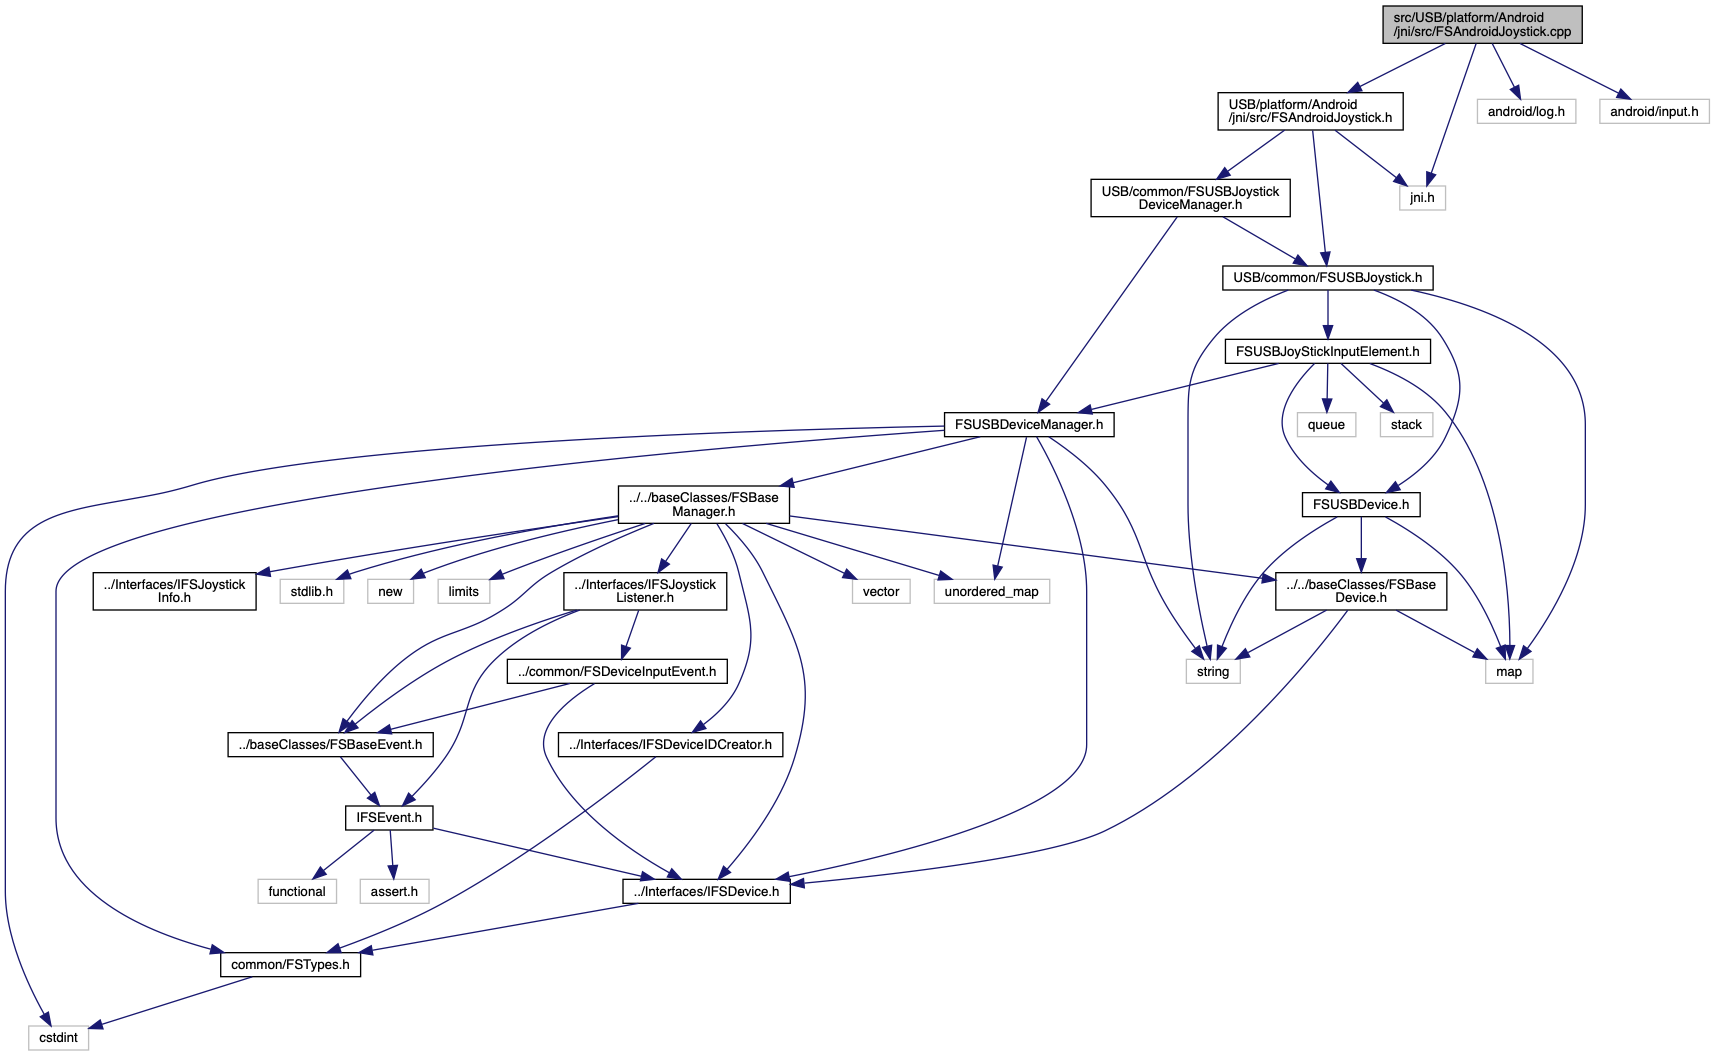 src/USB/platform/Android
/jni/src/FSAndroidJoystick.cpp
USB/platform/Android
/jni/src/FSAndroidJoystick.h
android/log.h
android/input.h
USB/common/FSUSBJoystick
DeviceManager.h
jni.h
USB/common/FSUSBJoystick.h
FSUSBJoyStickInputElement.h
FSUSBDeviceManager.h
queue
stack
../../baseClasses/FSBase
Manager.h
FSUSBDevice.h
../Interfaces/IFSJoystick
Info.h
stdlib.h
new
limits
../Interfaces/IFSJoystick
Listener.h
vector
unordered_map
../../baseClasses/FSBase
Device.h
../common/FSDeviceInputEvent.h
string
map
../baseClasses/FSBaseEvent.h
../Interfaces/IFSDeviceIDCreator.h
IFSEvent.h
functional
assert.h
../Interfaces/IFSDevice.h
common/FSTypes.h
cstdint